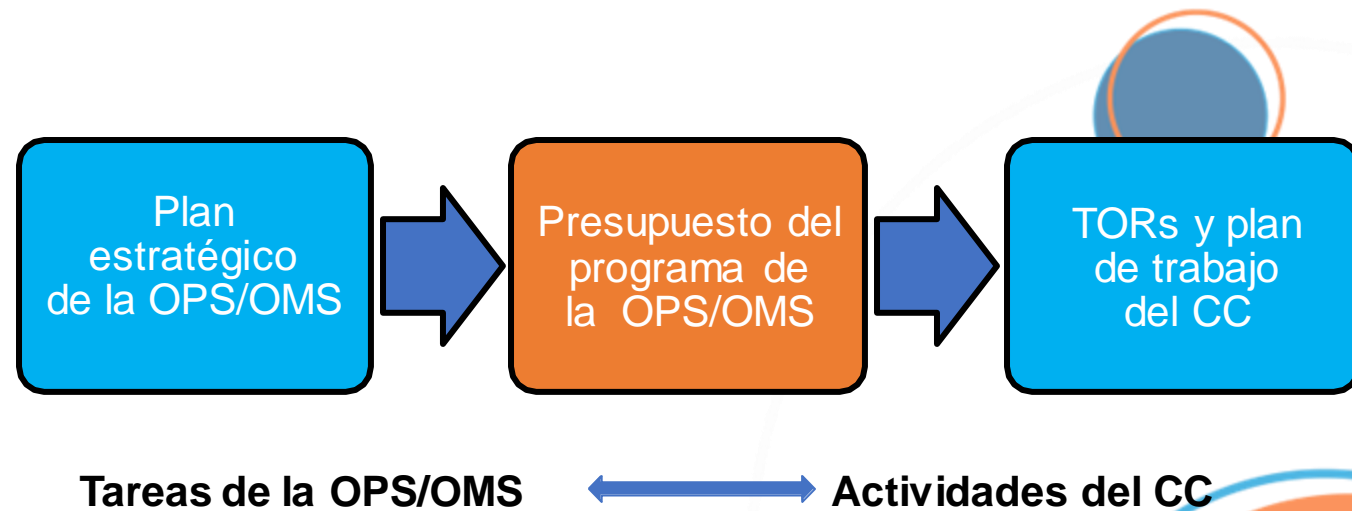 Plan
estratégico
de la OPS/OMS
Presupuesto del
programa de
la OPS/OMS
TORs y plan
de trabajo
del CC
Tareas de la OPS/OMS
Actividades del CC